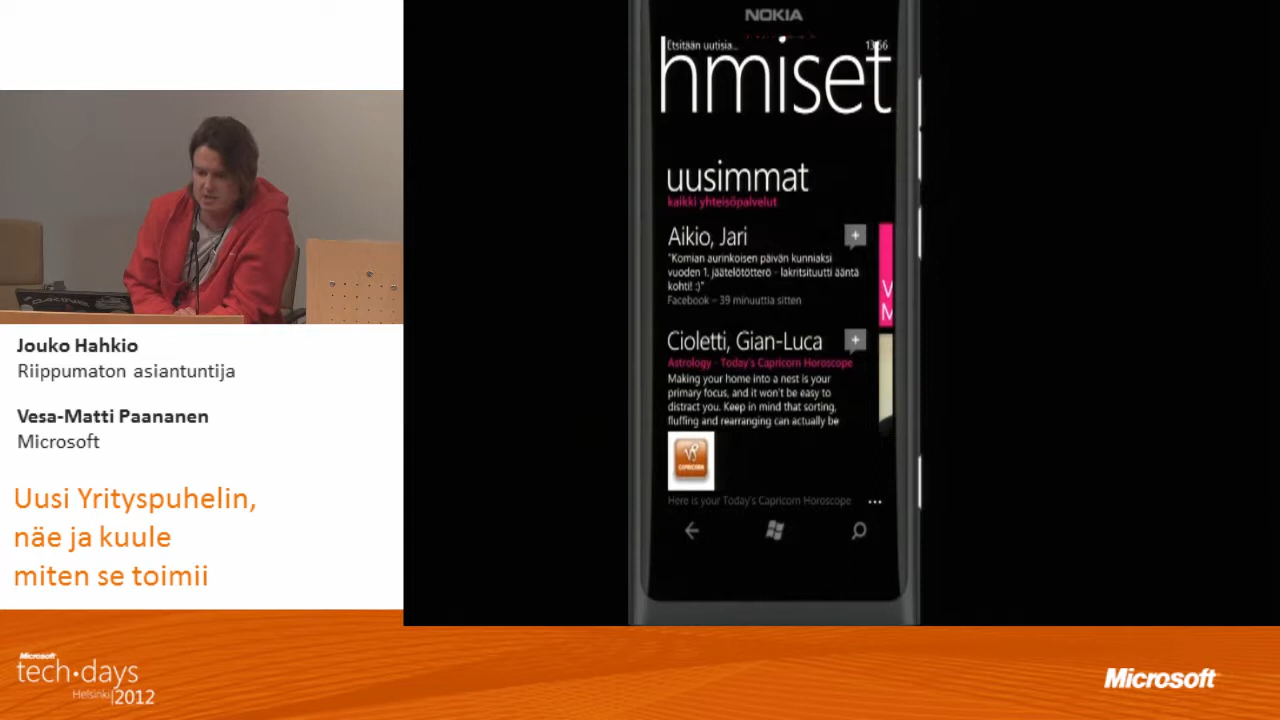 NOKIA
Etsitään uutisia...
13:56
hmiset
uusimmat
kaikki yhteisöpalvelut
Aikio, Jari
"Komian aurinkoisen päivän kunniaksi
vuoden 1. jäätelötötterö - lakritsituutti ääntä
kohti! :)"
Facebook – 39 minuuttia sitten
V
M
Cioletti, Gian-Luca
Astrology - Today's Capricorn Horoscope
Making your home into a nest is your
primary focus, and it won't be easy to
distract you. Keep in mind that sorting,
fluffing and rearranging can actually be
CAPRICORN
Here is your Today's Capricorn Horoscope
Jouko Hahkio
Riippumaton asiantuntija
Vesa-Matti Paananen
Microsoft
Uusi Yrityspuhelin,
näe ja kuule
miten se toimii
Microsoft
tech·days
Helsinki|2012
Microsoft